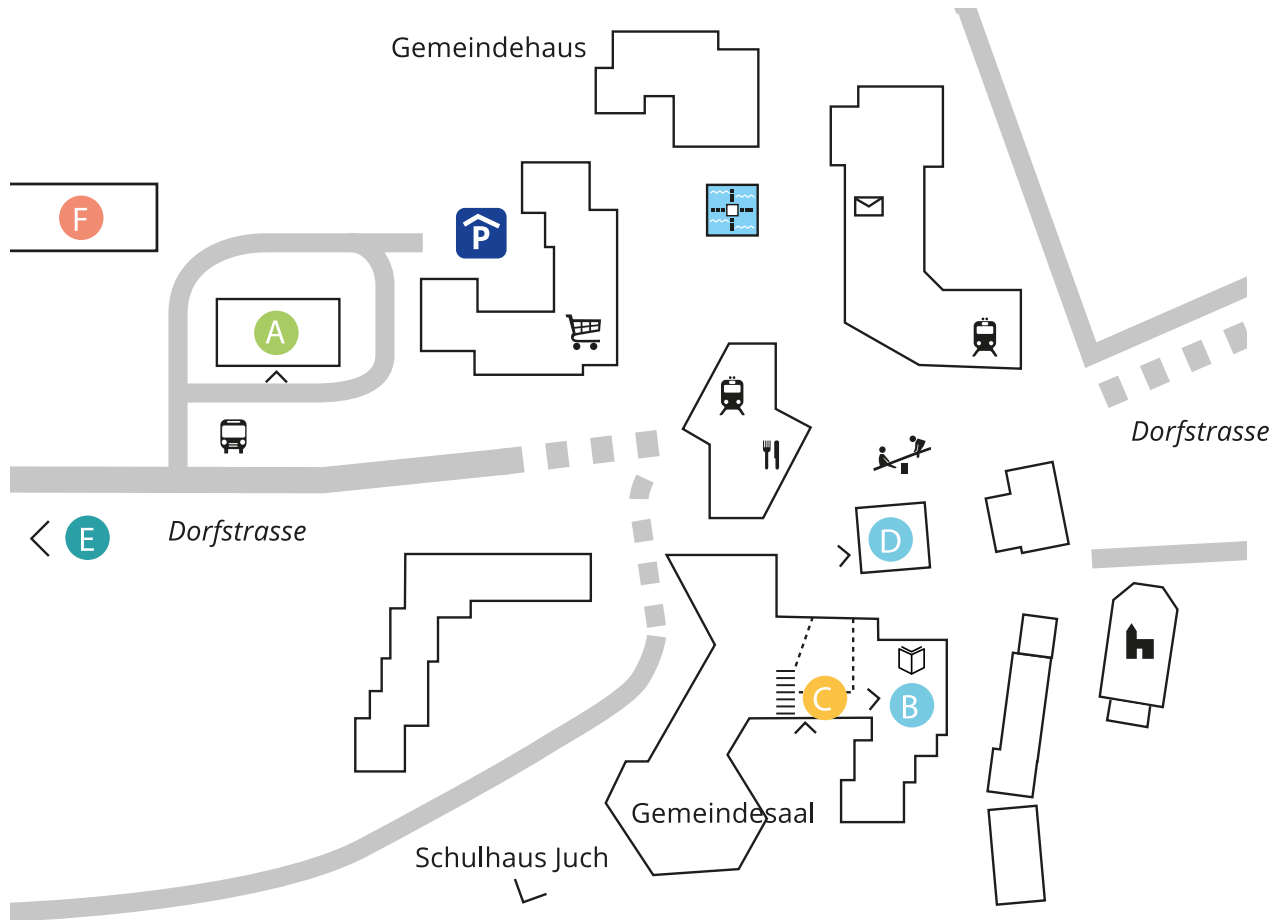 Gemeindehaus
F
P
A
Dorfstrasse
E
Dorfstrasse
D
C
B
Gemeindesaal
Schulhaus Juch